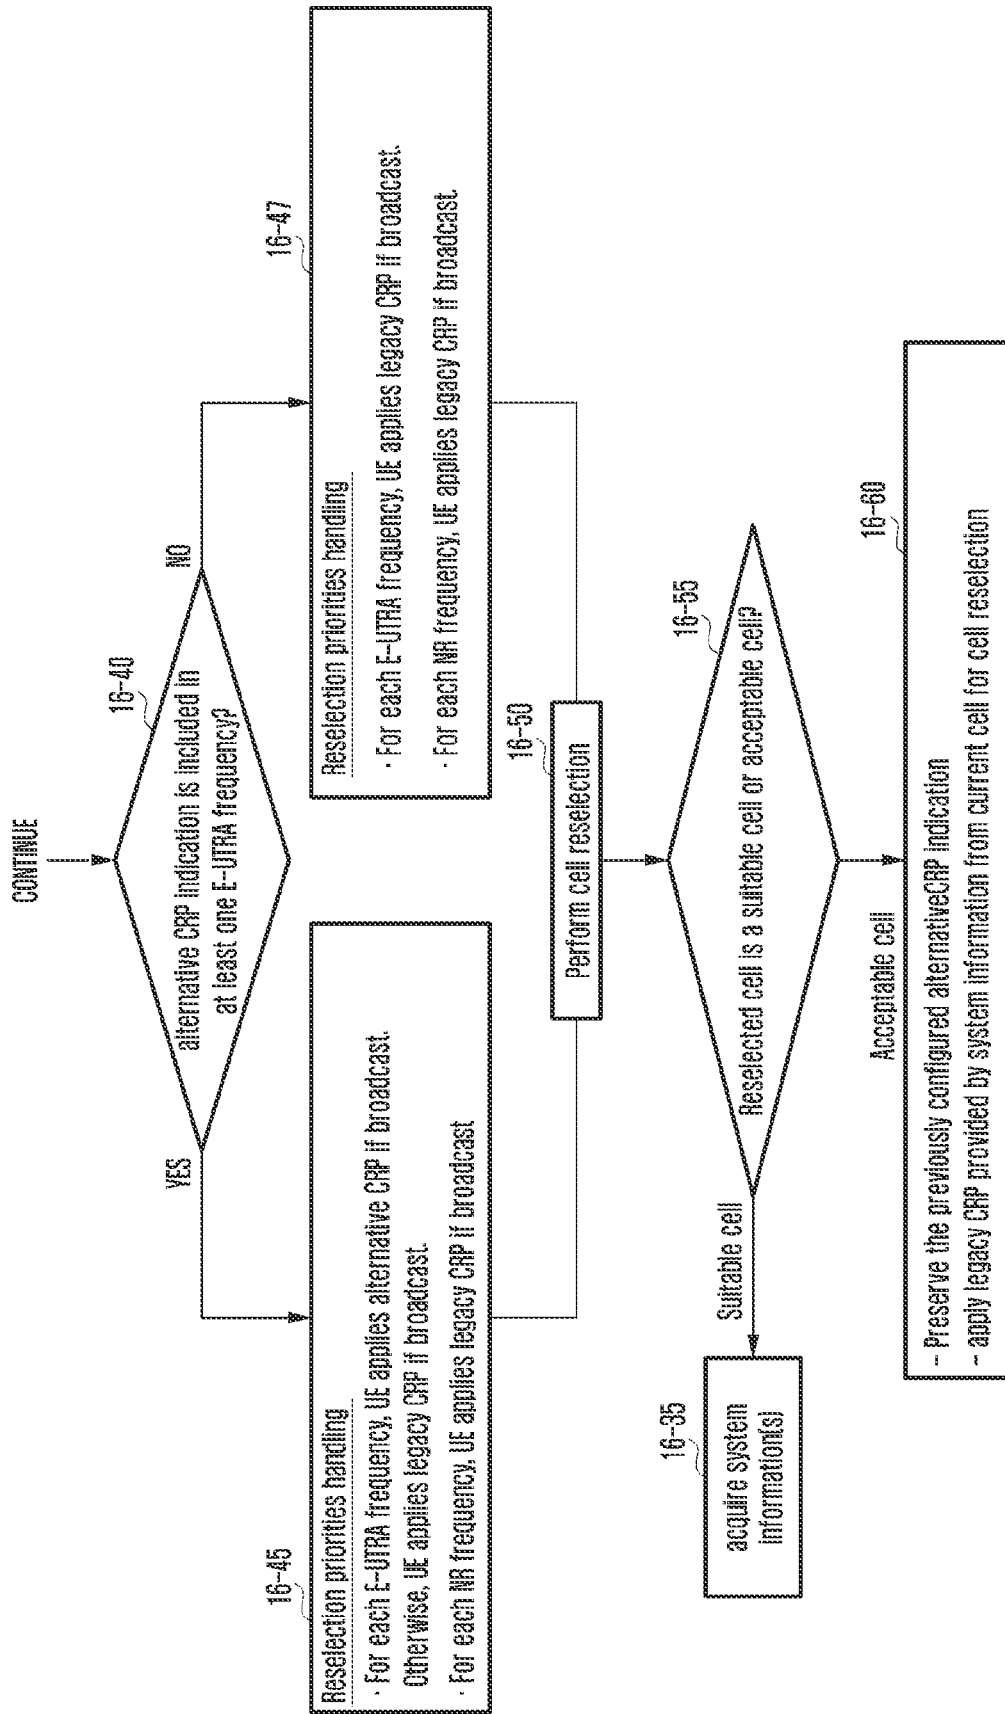 CONTINUE
16-40
alternative CRP indication is included in
at least one E-UTRA frequency?
YES
NO
16-45
Reselection priorities handling
· For each E-UTRA frequency, UE applies alternative CRP if broadcast.
Otherwise, UE applies legacy CRP if broadcast.
· For each NR frequency, UE applies legacy CRP if broadcast
16-47
Reselection priorities handling
· For each E-UTRA frequency, UE applies legacy CRP if broadcast.
· For each NR frequency, UE applies legacy CRP if broadcast.
16-50
Perform cell reselection
16-55
Reselected cell is a suitable cell or acceptable cell?
Suitable cell
Acceptable cell
16-35
acquire system
information(s)
16-60
- Preserve the previously configured alternativeCRP indication
- apply legacy CRP provided by system information from current cell for cell reselection